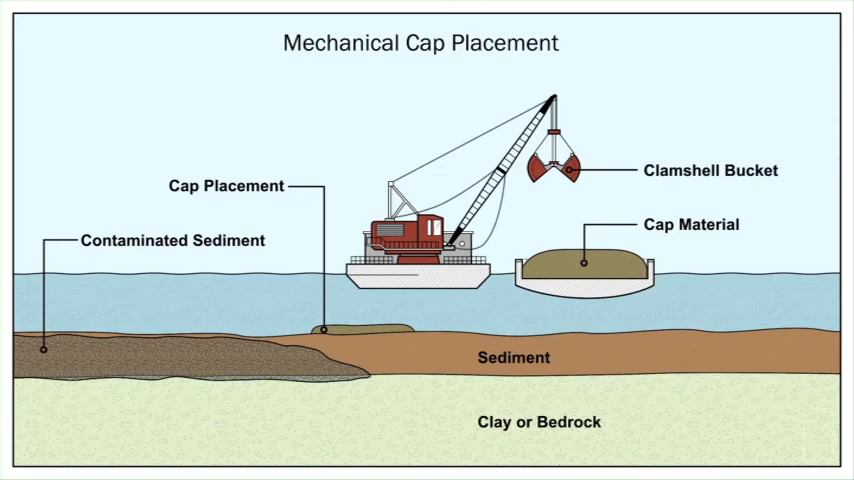 Mechanical Cap Placement
Clamshell Bucket
Cap Placement
Cap Material
Contaminated Sediment
Sediment
Clay or Bedrock